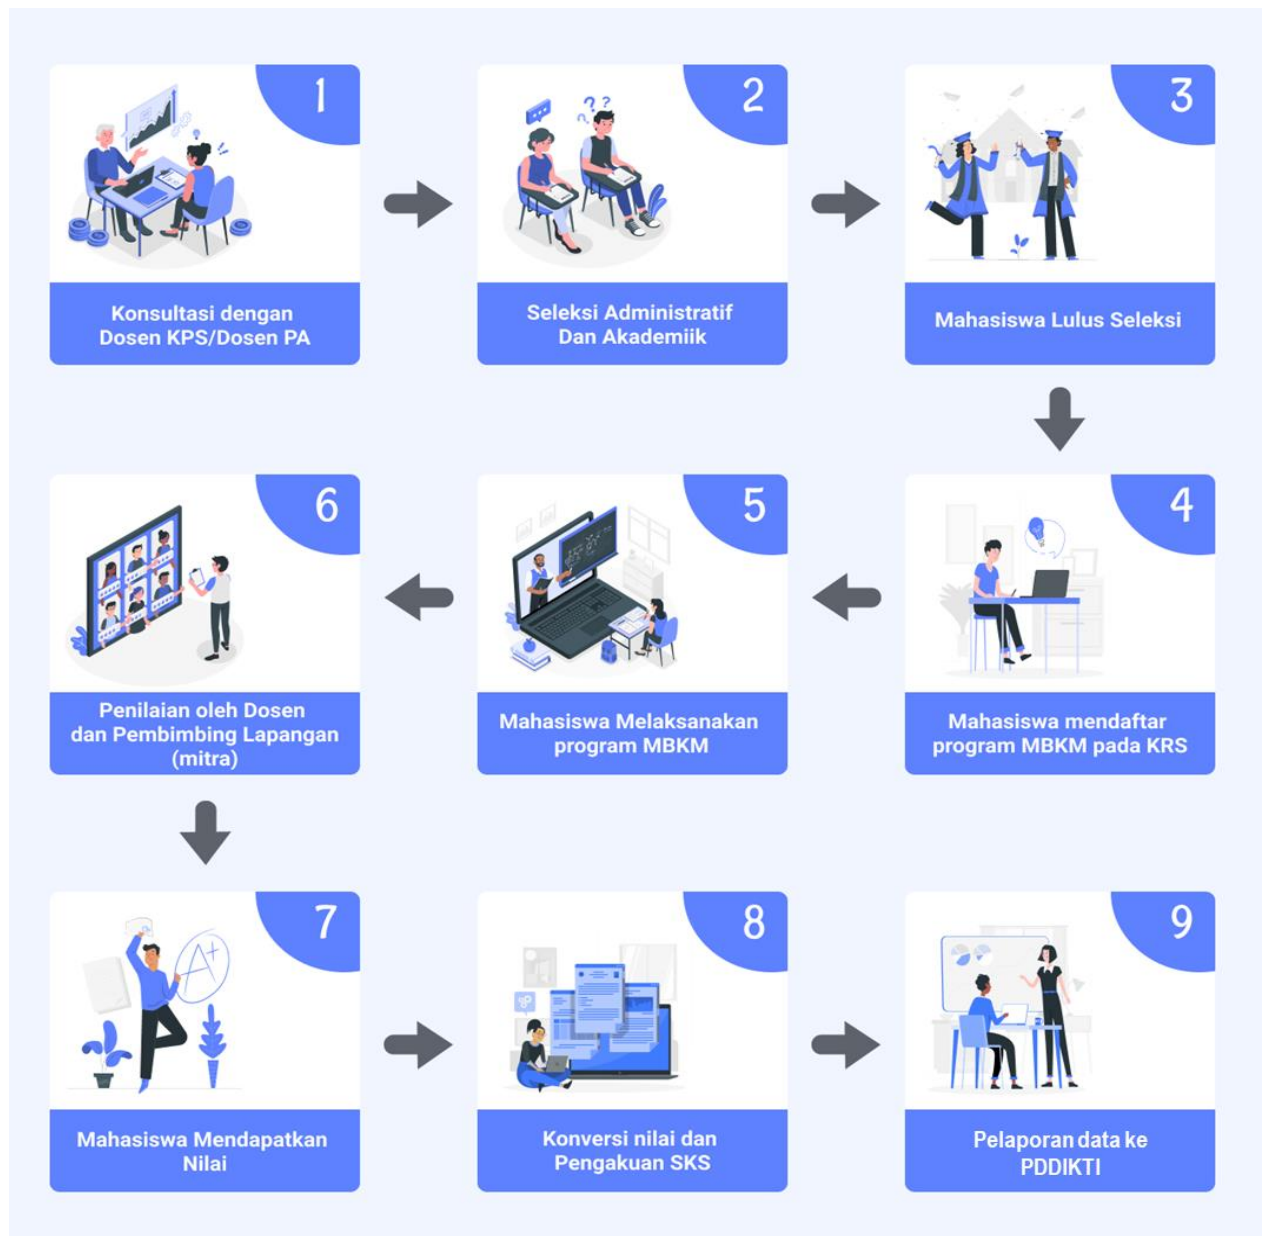 1
Konsultasi dengan
Dosen KPS/Dosen PA
2
Seleksi Administratif
Dan Akademiik
3
Mahasiswa Lulus Seleksi
4
Mahasiswa mendaftar
program MBKM pada KRS
5
Mahasiswa Melaksanakan
program MBKM
6
Penilaian oleh Dosen
dan Pembimbing Lapangan
(mitra)
7
A+
Mahasiswa Mendapatkan
Nilai
8
Konversi nilai dan
Pengakuan SKS
9
Pelaporan data ke
PDDIKTI